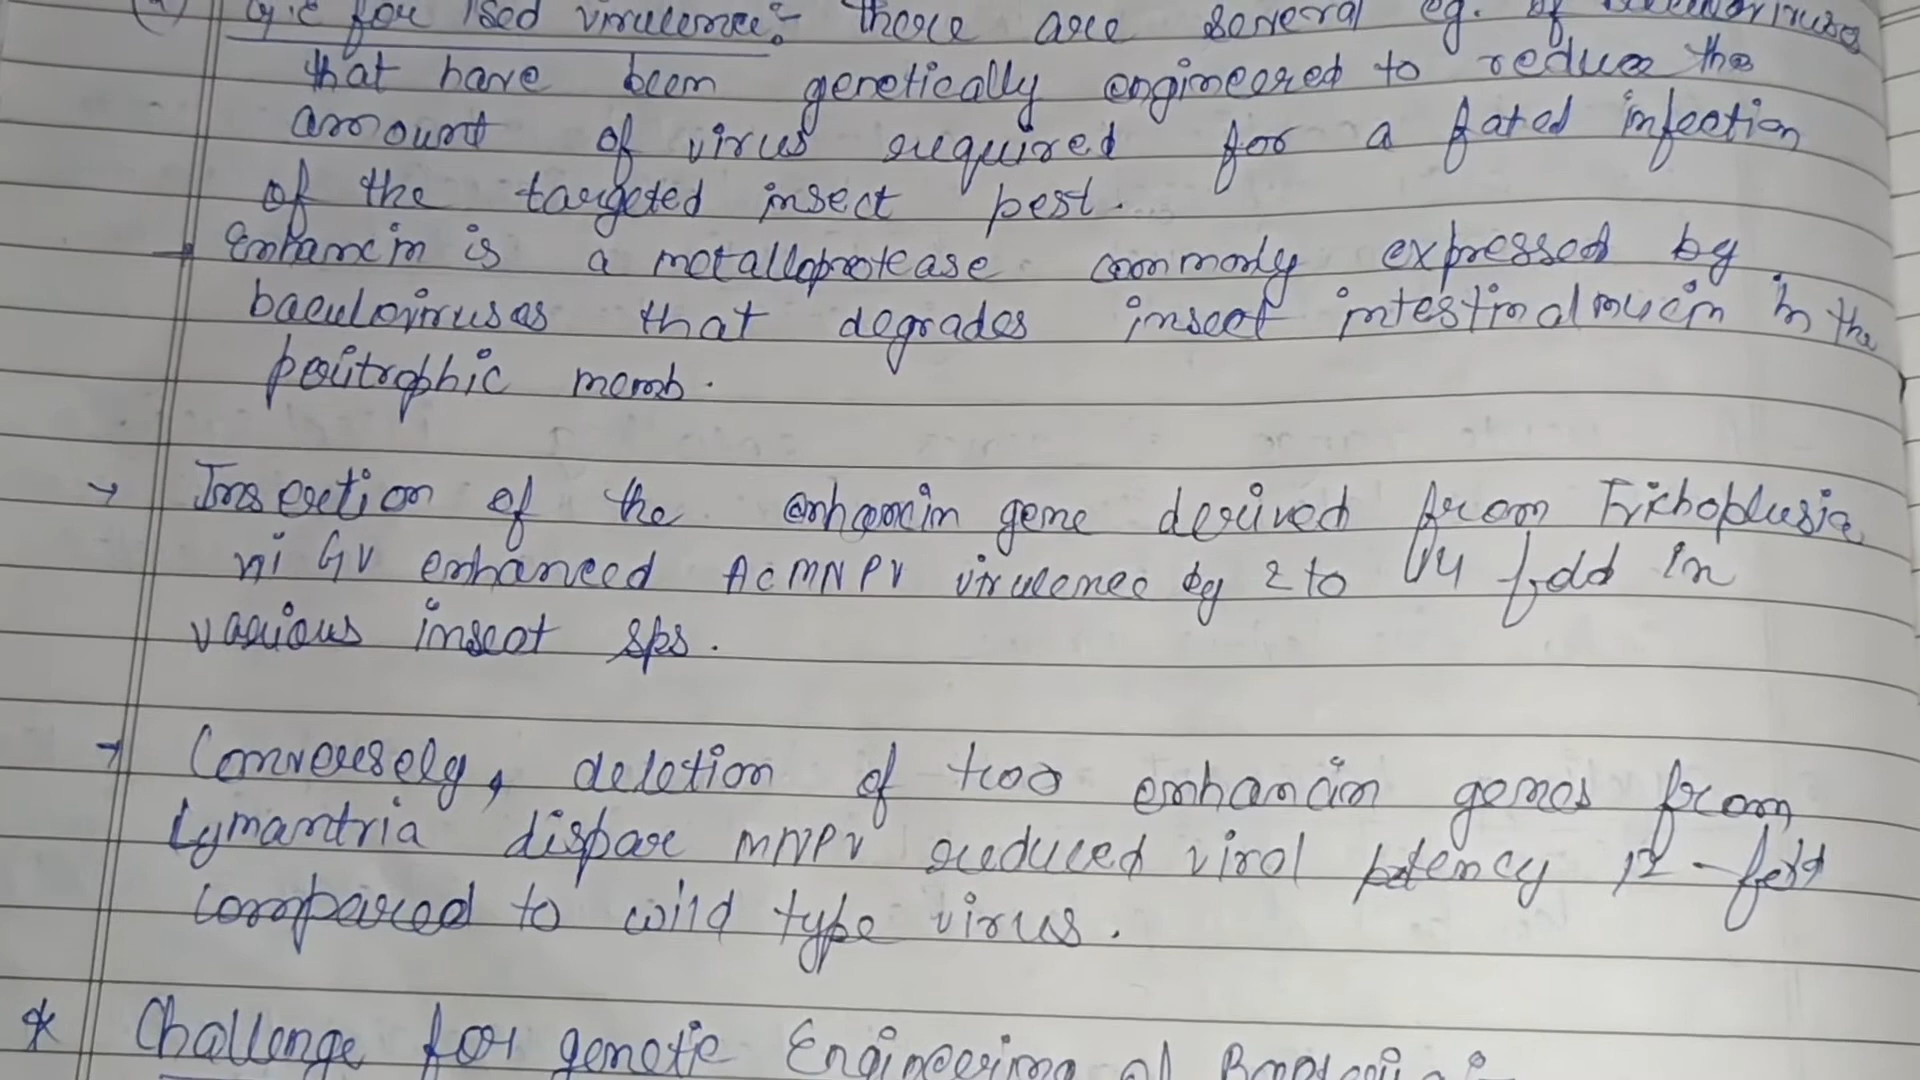 for ↑sed virulence:- there are several eg. of
that have been genetically engineered to reduce the
amount of virus required for a fated infection
of the targeted insect pest.
→ Enhancin is a metalloprotease commonly expressed by
baculoviruses that degrades insect intestinal mucin in the
peritrophic memb.
→ Insertion of the enhancin gene derived from Trichoplusia
ni GV enhanced AcMNPV virulence by 2 to 14 fold in
various insect sps.
→ Conversely, deletion of two enhancin genes from
Lymantria dispar MNPV reduced viral potency 12-fold
compared to wild type virus.
* Challenge for genetic Engineering of